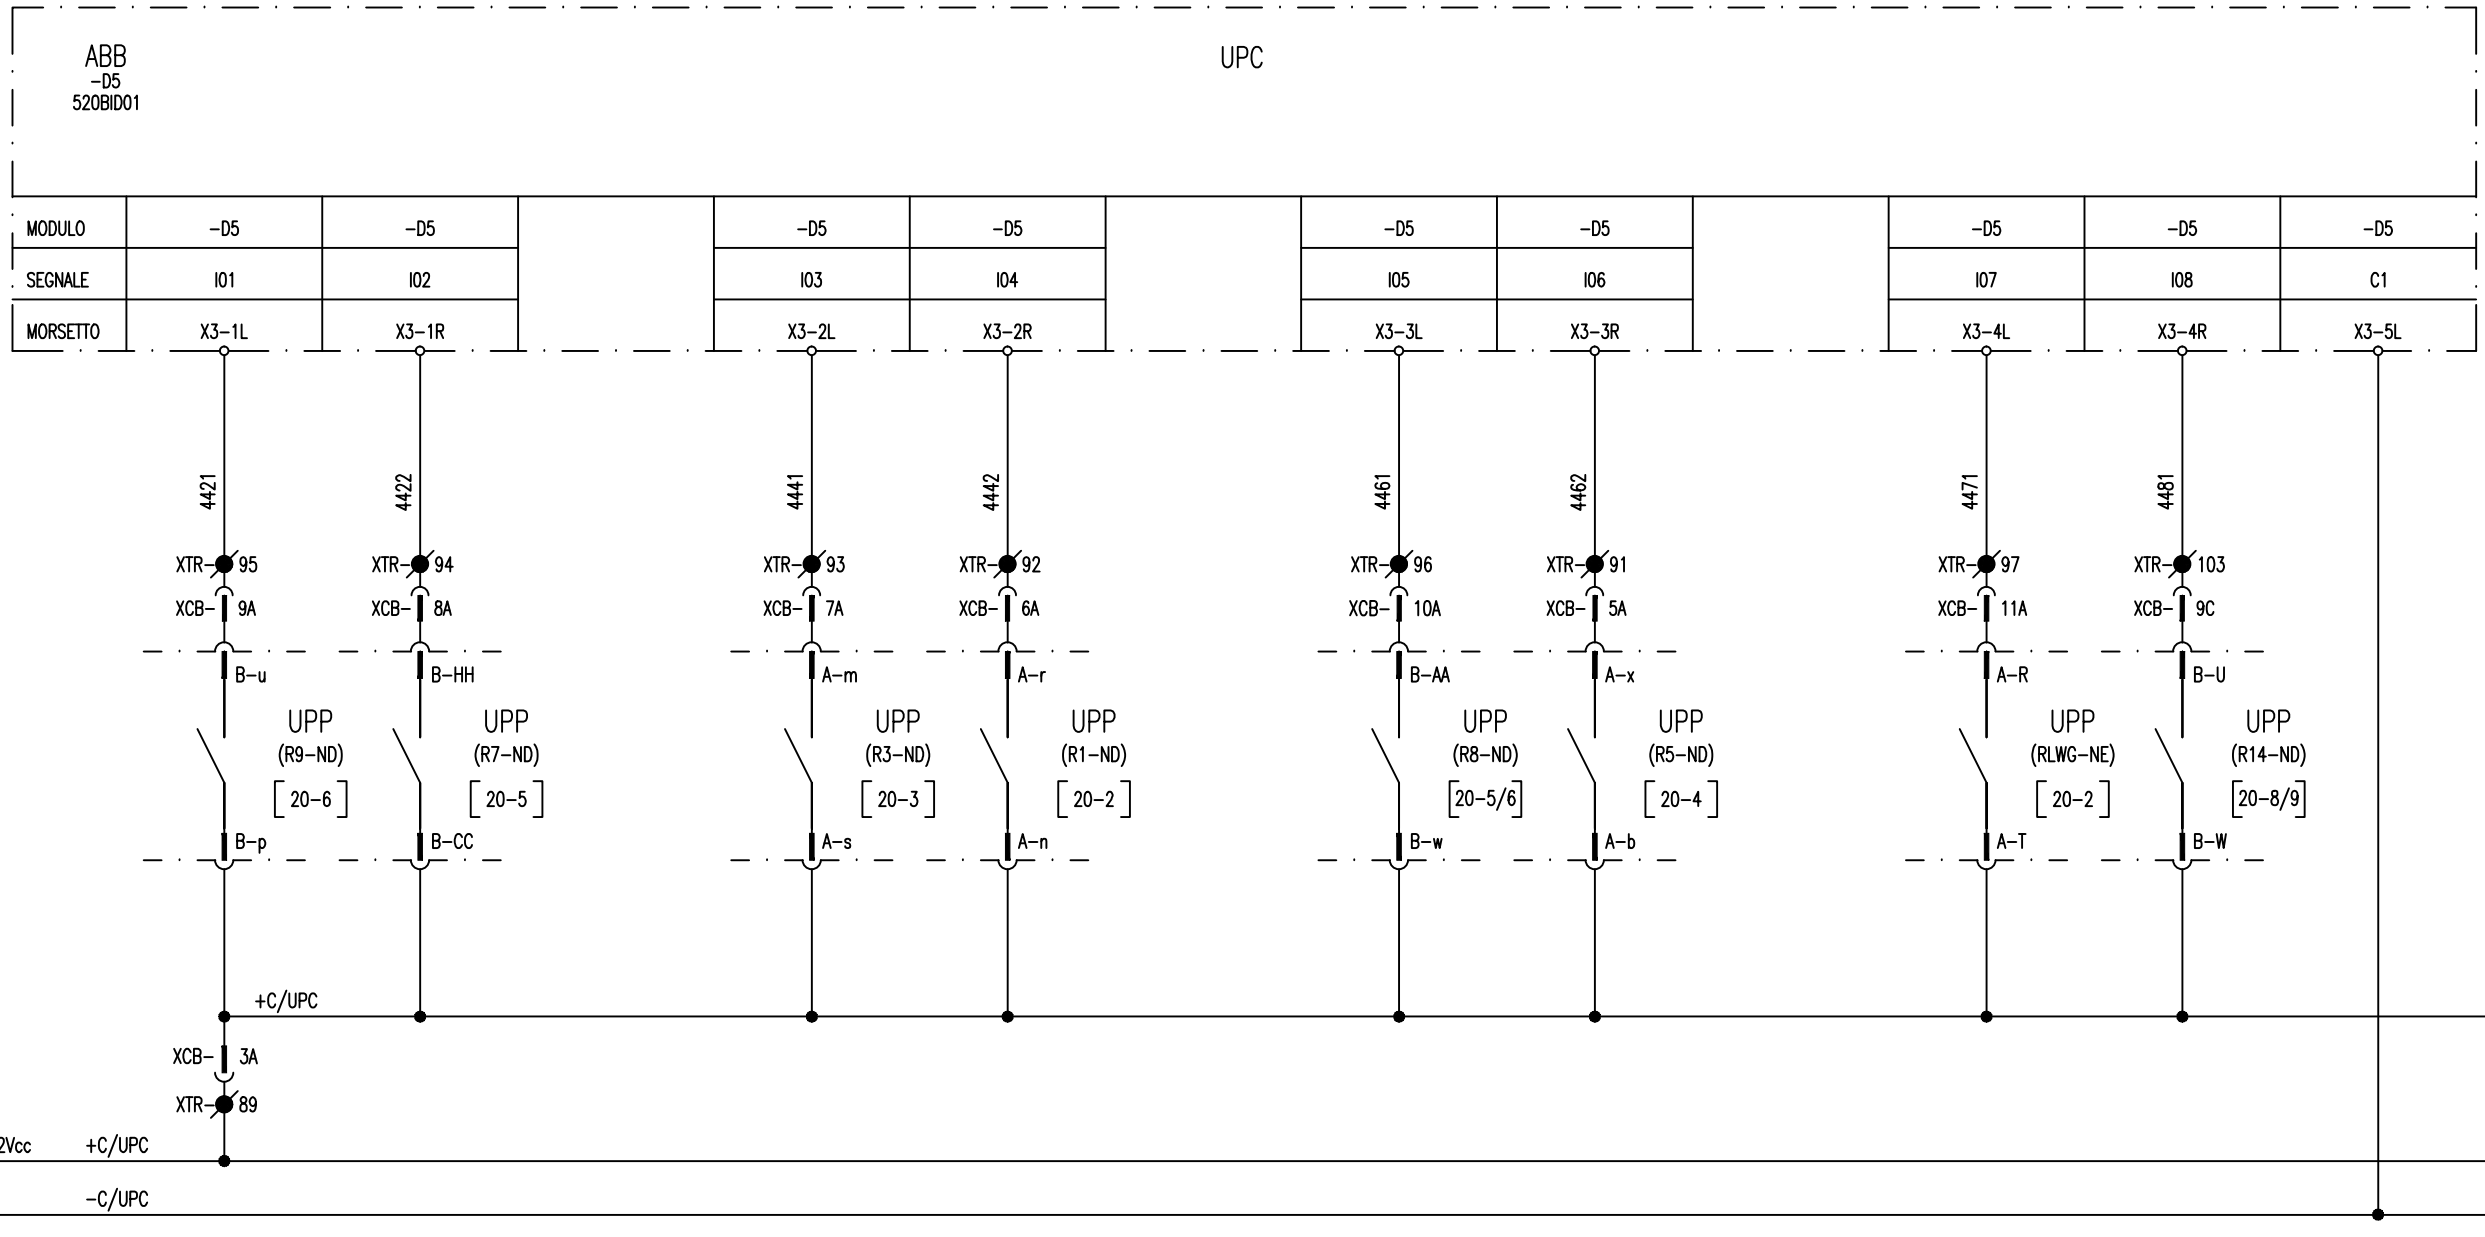 ABB
-D5
520BID01
UPC
MODULO -D5 -D5 -D5 -D5 -D5 -D5 -D5 -D5 -D5
SEGNALE I01 I02 I03 I04 I05 I06 I07 I08 C1
MORSETTO X3-1L X3-1R X3-2L X3-2R X3-3L X3-3R X3-4L X3-4R X3-5L
4421 4422 4441 4442 4461 4462 4471 4481
XTR- 95 XTR- 94 XTR- 93 XTR- 92 XTR- 96 XTR- 91 XTR- 97 XTR- 103
XCB- 9A XCB- 8A XCB- 7A XCB- 6A XCB- 10A XCB- 5A XCB- 11A XCB- 9C
B-u B-HH A-m A-r B-AA A-x A-R B-U
UPP UPP UPP UPP UPP UPP UPP UPP
(R9-ND) (R7-ND) (R3-ND) (R1-ND) (R8-ND) (R5-ND) (RLWG-NE) (R14-ND)
[20-6] [20-5] [20-3] [20-2] [20-5/6] [20-4] [20-2] [20-8/9]
B-p B-CC A-s A-n B-w A-b A-T B-W
+C/UPC
XCB- 3A
XTR- 89
2Vcc +C/UPC
-C/UPC